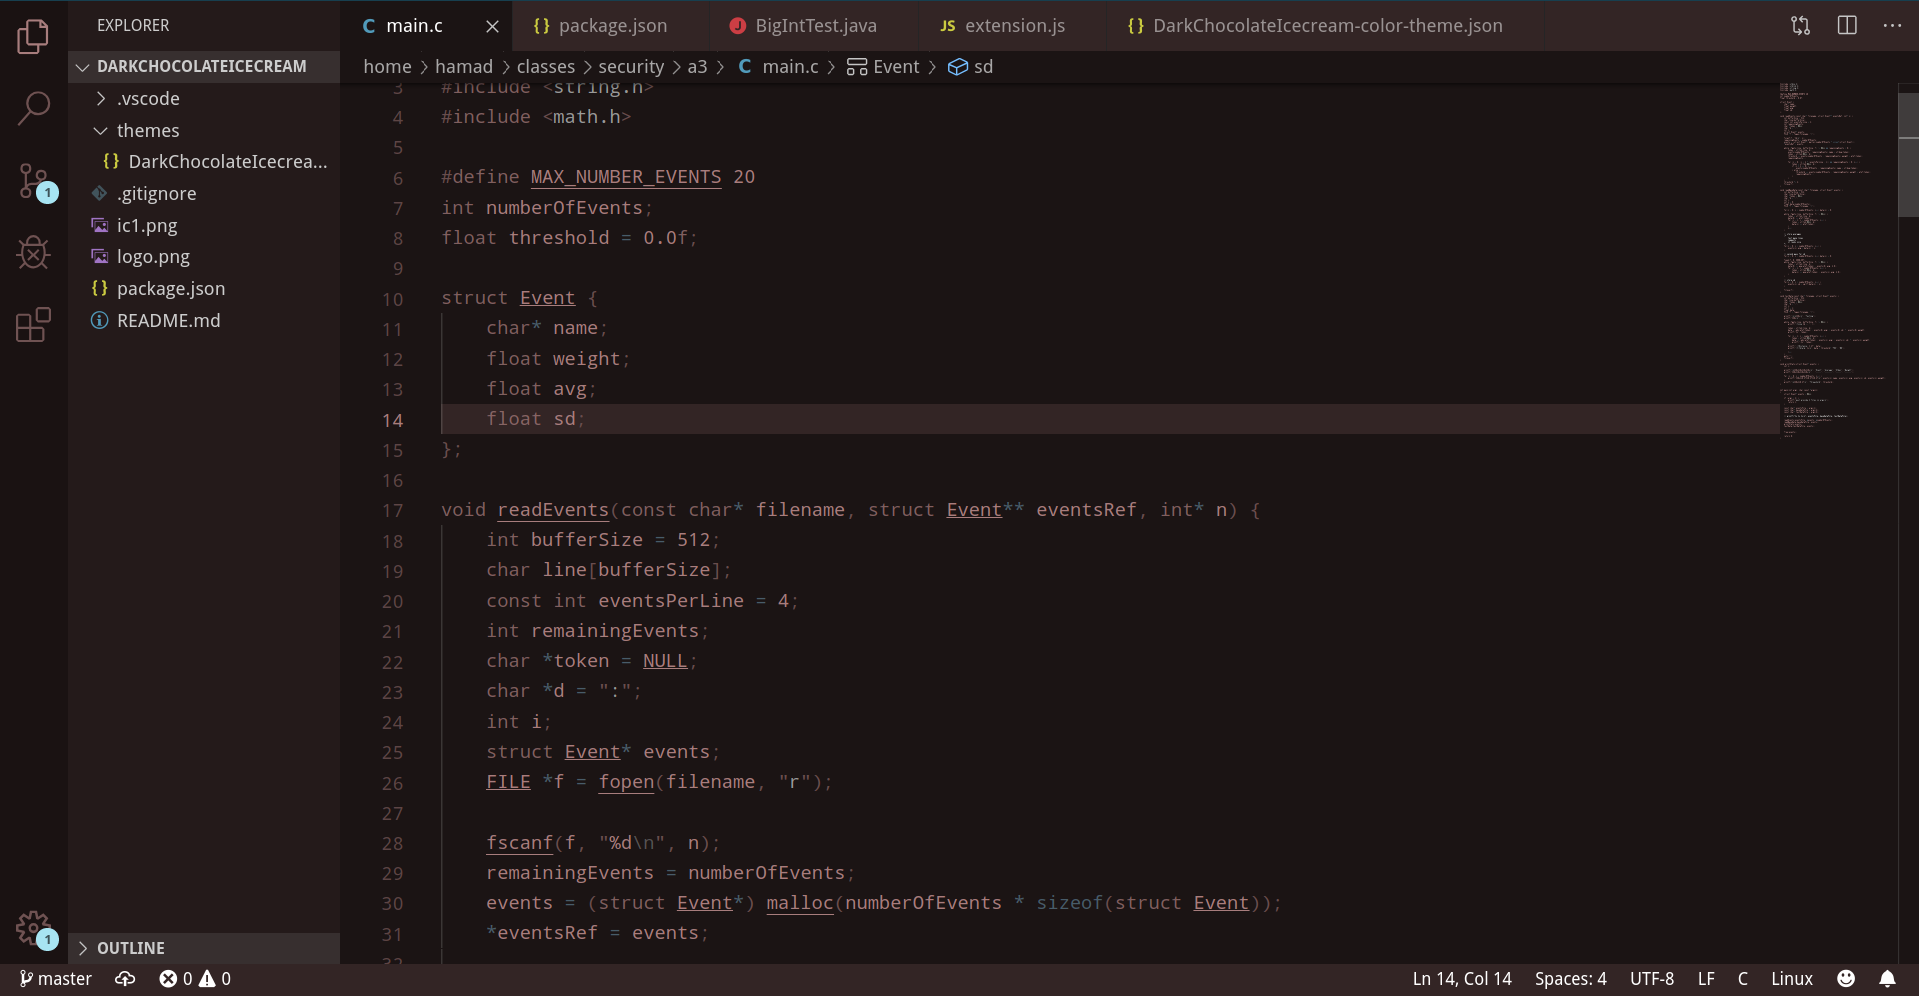 EXPLORER
main.c
package.json
BigIntTest.java
JS extension.js
DarkChocolateIcecream-color-theme.json
DARKCHOCOLATEICECREAM
home > hamad > classes > security > a3 > C main.c > Event > sd
.vscode
themes
{} DarkChocolateIcecrea...
.gitignore
ic1.png
logo.png
{} package.json
README.md
OUTLINE
3 #include <string.h>
4 #include <math.h>
5
6 #define MAX_NUMBER_EVENTS 20
7 int numberOfEvents;
8 float threshold = 0.0f;
9
10 struct Event {
11     char* name;
12     float weight;
13     float avg;
14     float sd;
15 };
16
17 void readEvents(const char* filename, struct Event** eventsRef, int* n) {
18     int bufferSize = 512;
19     char line[bufferSize];
20     const int eventsPerLine = 4;
21     int remainingEvents;
22     char *token = NULL;
23     char *d = ":";
24     int i;
25     struct Event* events;
26     FILE *f = fopen(filename, "r");
27
28     fscanf(f, "%d\n", n);
29     remainingEvents = numberOfEvents;
30     events = (struct Event*) malloc(numberOfEvents * sizeof(struct Event));
31     *eventsRef = events;
32
1
1
master
0
0
Ln 14, Col 14
Spaces: 4
UTF-8
LF
C
Linux